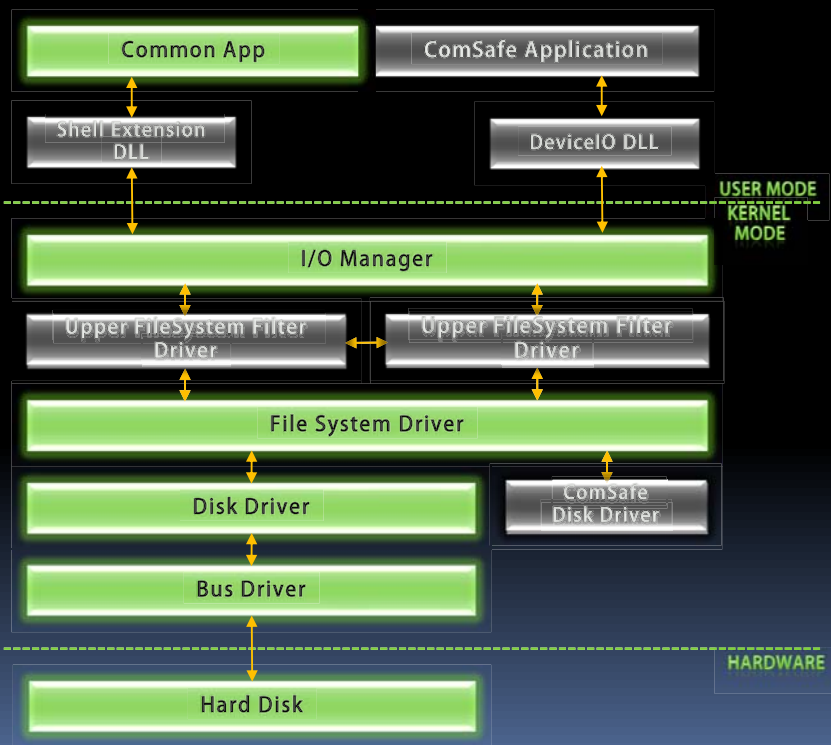 Common App
ComSafe Application
Shell Extension
DLL
DeviceIO DLL
USER MODE
KERNEL
MODE
I/O Manager
Upper FileSystem Filter
Driver
Upper FileSystem Filter
Driver
File System Driver
Disk Driver
ComSafe
Disk Driver
Bus Driver
HARDWARE
Hard Disk